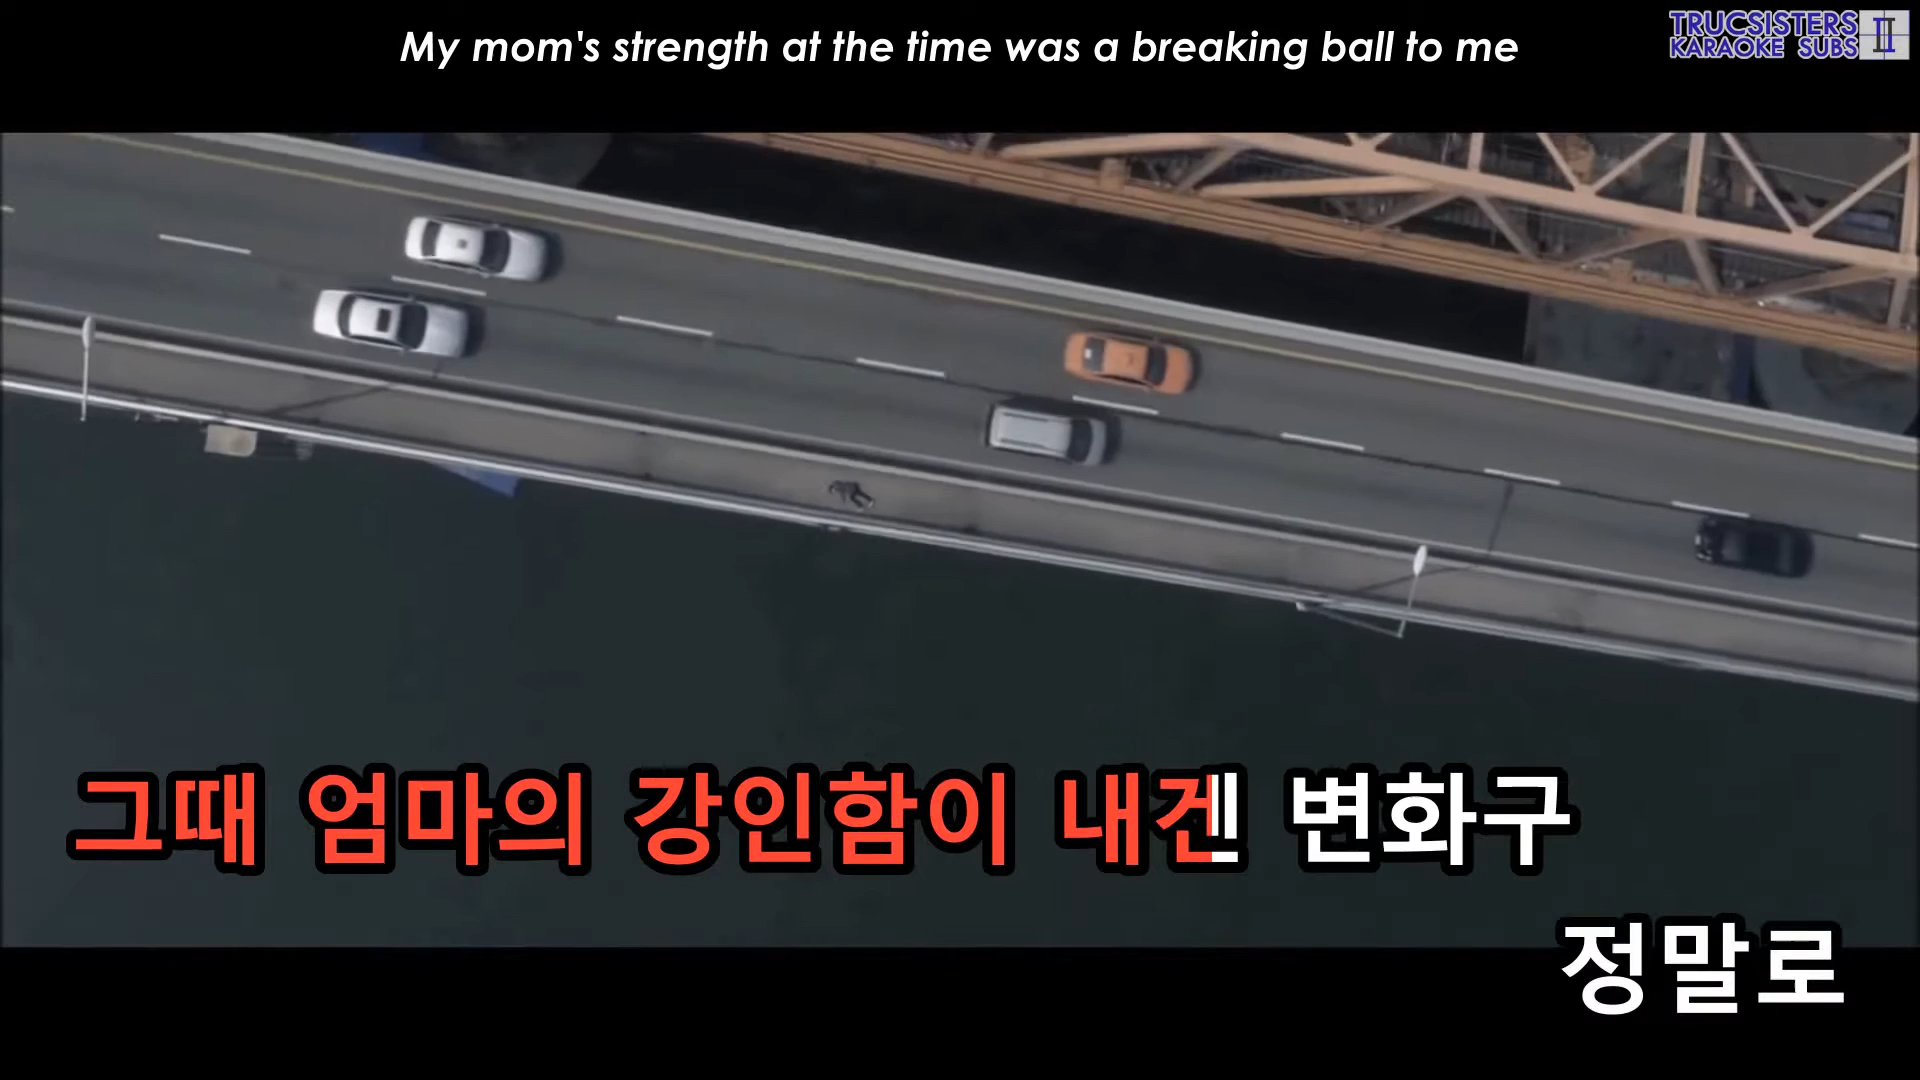 My mom's strength at the time was a breaking ball to me
TRUCSISTERS
KARAOKE SUBS II
그때 엄마의 강인함이 내겐 변화구
정말로